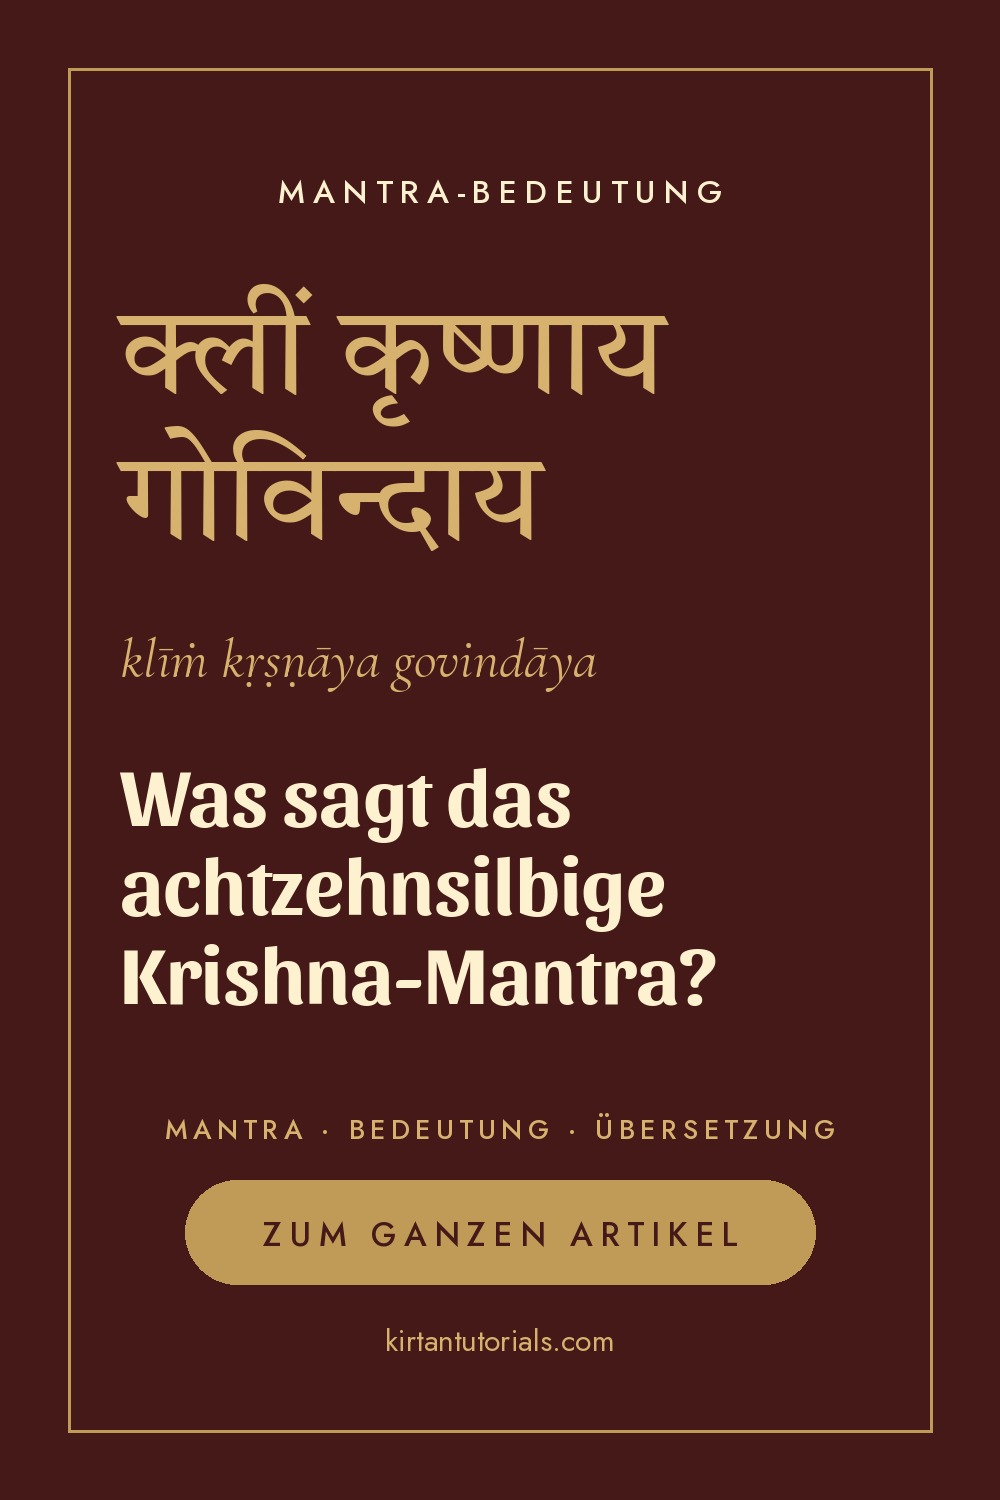 MANTRA-BEDEUTUNG
क्लीं कृष्णाय
गोविन्दाय
klīṁ kṛṣṇāya govindāya
Was sagt das
achtzehnsilbige
Krishna-Mantra?
MANTRA · BEDEUTUNG · ÜBERSETZUNG
ZUM GANZEN ARTIKEL
kirtantutorials.com